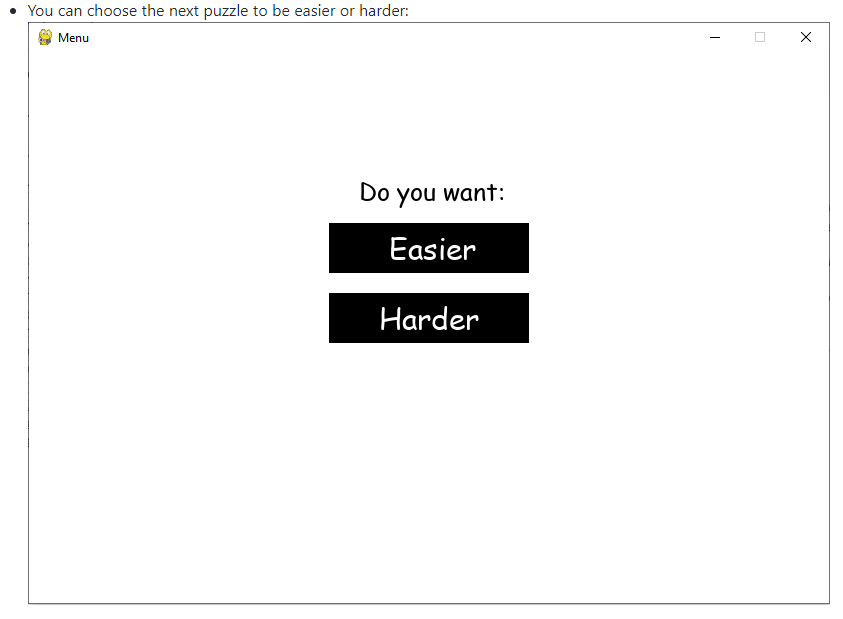 You can choose the next puzzle to be easier or harder:
Menu
Do you want:
Easier
Harder